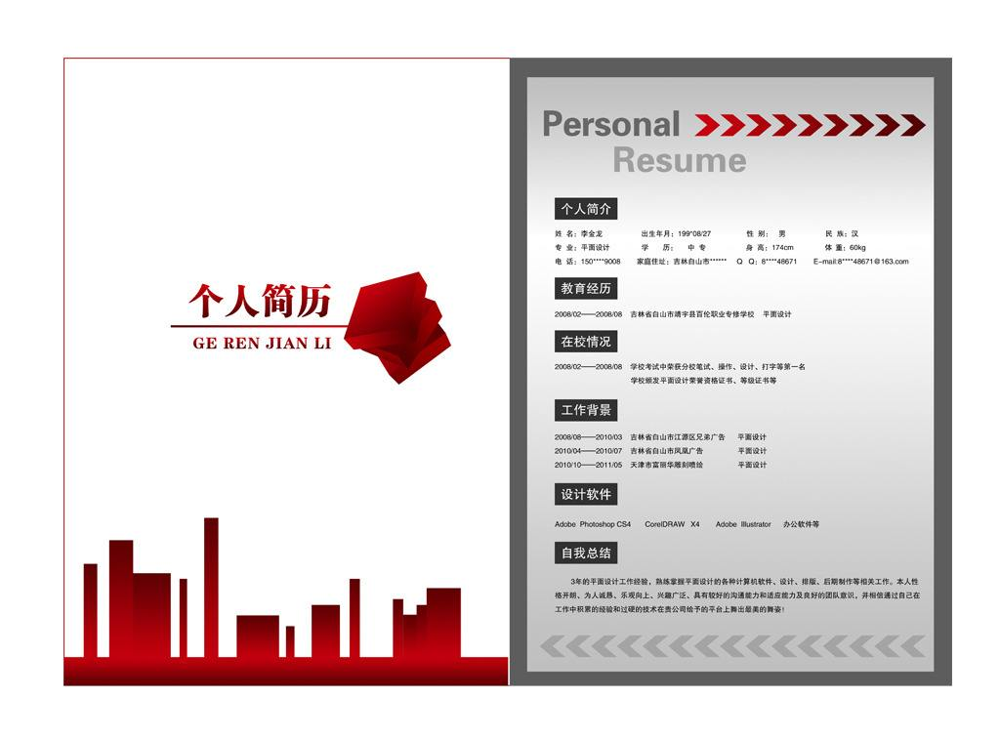 个人简历
GE REN JIAN LI
Personal
Resume
个人简介
姓 名：李金龙 出生年月：199*08/27 性 别： 男 民 族：汉
专 业：平面设计 学 历： 中 专 身 高：174cm 体 重：60kg
电 话：150****9008 家庭住址：吉林白山市****** Q Q：8****48671 E-mail:8****48671@163.com
教育经历
2008/02——2008/08 吉林省白山市靖宇县百伦职业专修学校 平面设计
在校情况
2008/02——2008/08 学校考试中荣获分校笔试、操作、设计、打字等第一名
学校颁发平面设计荣誉资格证书、等级证书等
工作背景
2008/08——2010/03 吉林省白山市江源区兄弟广告 平面设计
2010/04——2010/07 吉林省白山市凤凰广告 平面设计
2010/10——2011/05 天津市富丽华雕刻喷绘 平面设计
设计软件
Adobe Photoshop CS4 CorelDRAW X4 Adobe Illustrator 办公软件等
自我总结
3年的平面设计工作经验，熟练掌握平面设计的各种计算机软件、设计、排版、后期制作等相关工作。本人性
格开朗、为人诚恳、乐观向上、兴趣广泛、具有较好的沟通能力和适应能力及良好的团队意识，并相信通过自己在
工作中积累的经验和过硬的技术在贵公司给予的平台上舞出最美的舞姿！